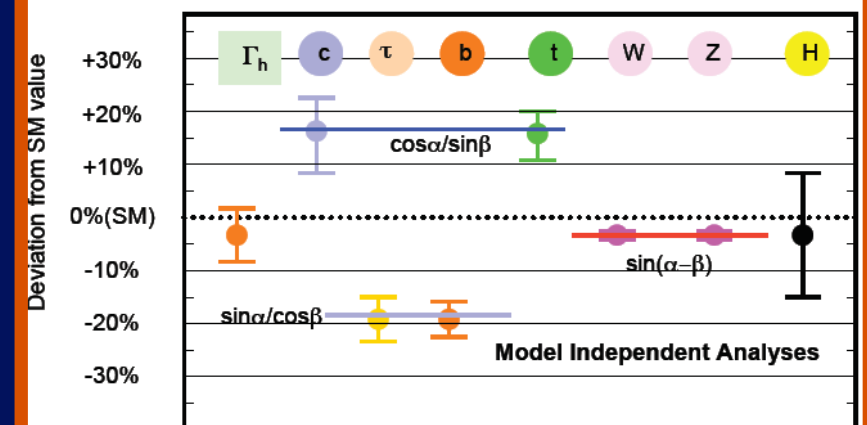 Deviation from SM value
+30%
+20%
+10%
0%(SM)
-10%
-20%
-30%
Γh c τ b t W Z H
cosα/sinβ
sin(α−β)
sinα/cosβ
Model Independent Analyses